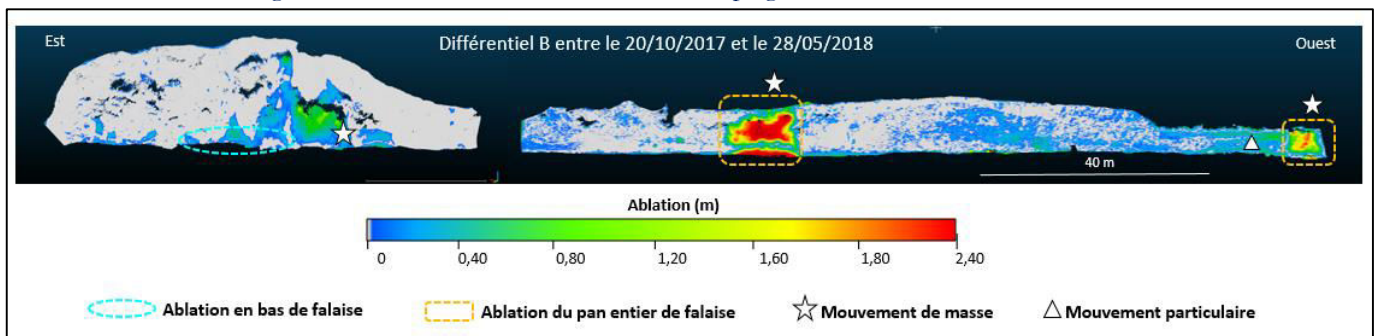 Est
Différentiel B entre le 20/10/2017 et le 28/05/2018
Ouest
40 m
Ablation (m)
0 0,40 0,80 1,20 1,60 1,80 2,40
Ablation en bas de falaise
Ablation du pan entier de falaise
Mouvement de masse
Mouvement particulaire